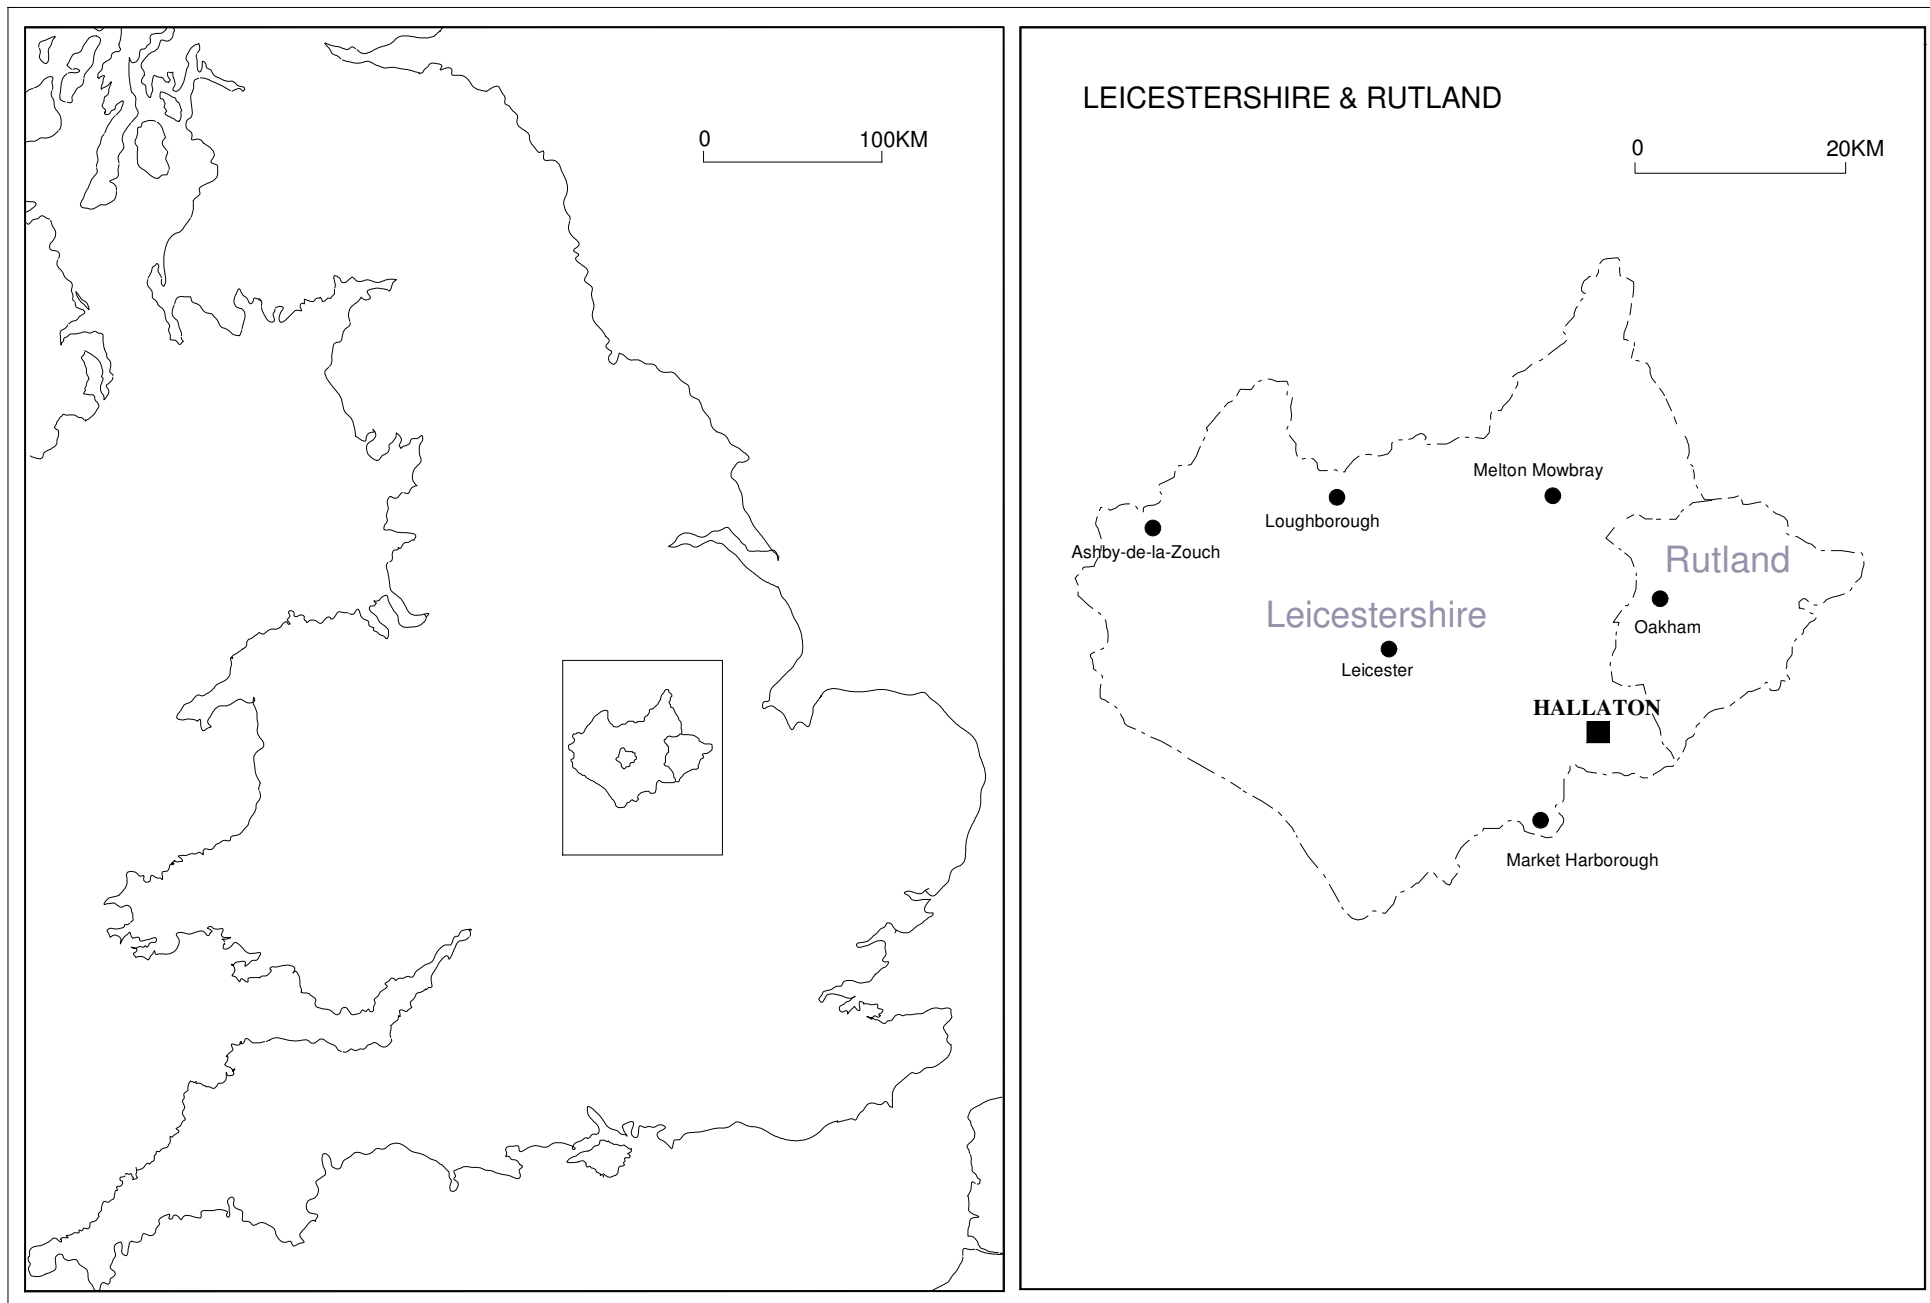 0 100KM
LEICESTERSHIRE & RUTLAND
0 20KM
Melton Mowbray
Loughborough
Ashby-de-la-Zouch
Rutland
Leicestershire
Oakham
Leicester
HALLATON
Market Harborough